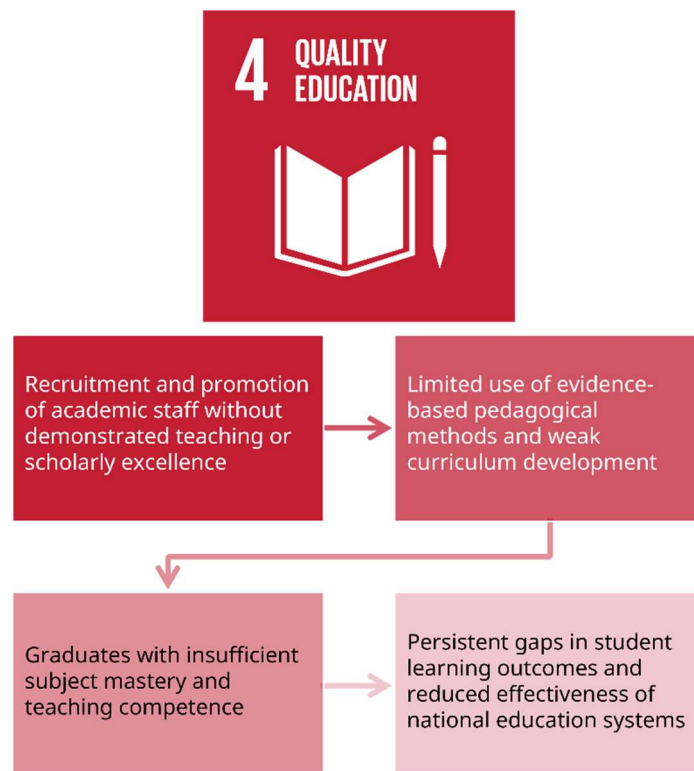 4 QUALITY
EDUCATION
Recruitment and promotion
of academic staff without
demonstrated teaching or
scholarly excellence
Limited use of evidence-
based pedagogical
methods and weak
curriculum development
Graduates with insufficient
subject mastery and
teaching competence
Persistent gaps in student
learning outcomes and
reduced effectiveness of
national education systems